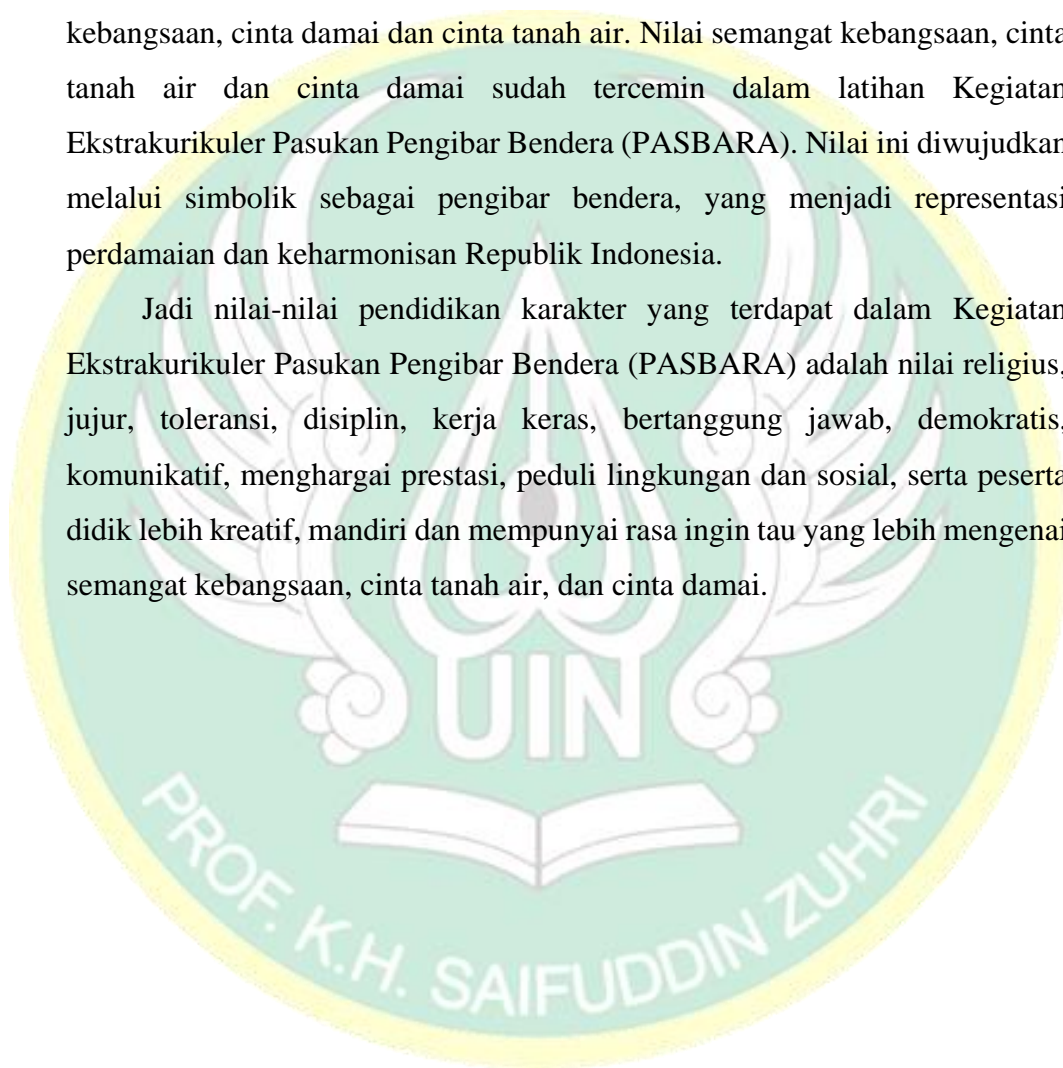 kebangsaan, cinta damai dan cinta tanah air. Nilai semangat kebangsaan, cinta
tanah air dan cinta damai sudah tercemin dalam latihan Kegiatan
Ekstrakurikuler Pasukan Pengibar Bendera (PASBARA). Nilai ini diwujudkan
melalui simbolik sebagai pengibar bendera, yang menjadi representasi
perdamaian dan keharmonisan Republik Indonesia.
Jadi nilai-nilai pendidikan karakter yang terdapat dalam Kegiatan
Ekstrakurikuler Pasukan Pengibar Bendera (PASBARA) adalah nilai religius,
jujur, toleransi, disiplin, kerja keras, bertanggung jawab, demokratis,
komunikatif, menghargai prestasi, peduli lingkungan dan sosial, serta peserta
didik lebih kreatif, mandiri dan mempunyai rasa ingin tau yang lebih mengenai
semangat kebangsaan, cinta tanah air, dan cinta damai.
UIN
PROF. K.H. SAIFUDDIN ZUHRI